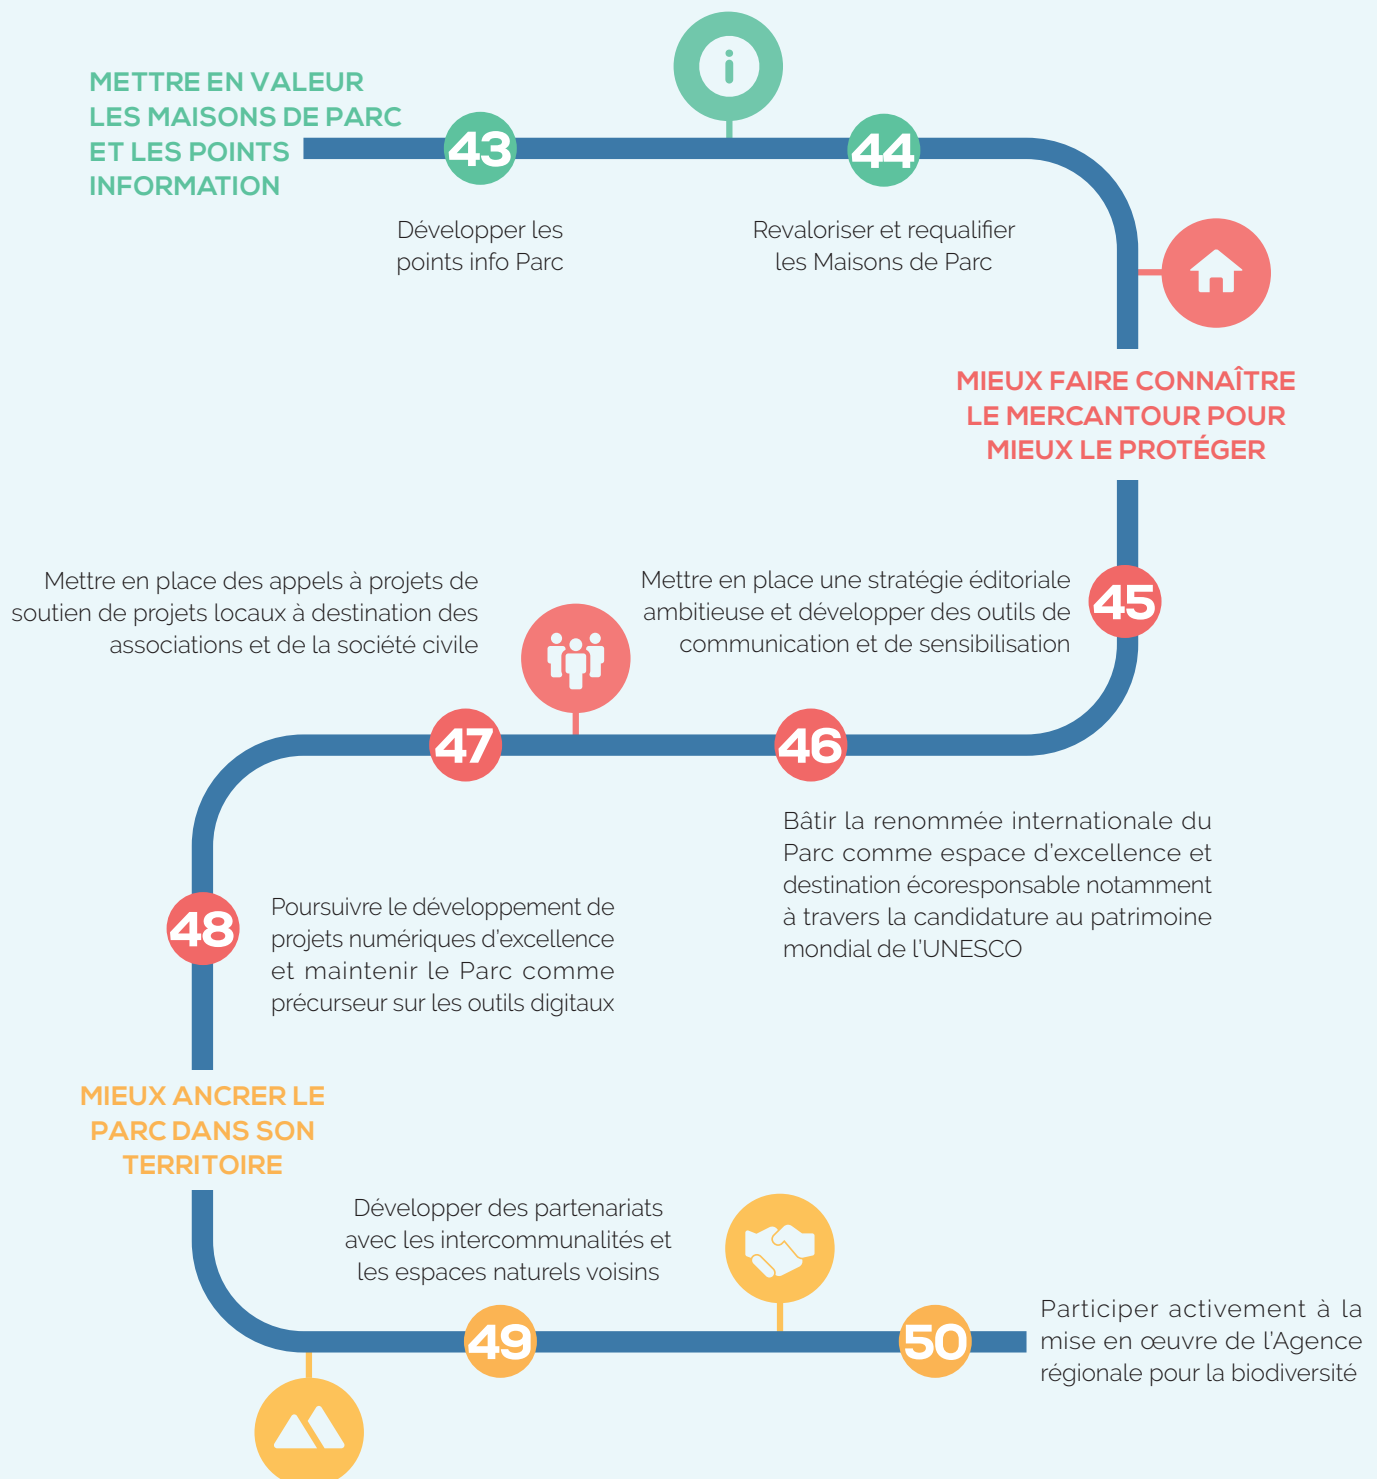 METTRE EN VALEUR
LES MAISONS DE PARC
ET LES POINTS
INFORMATION
43
Développer les
points info Parc
44
Revaloriser et requalifier
les Maisons de Parc
MIEUX FAIRE CONNAÎTRE
LE MERCANTOUR POUR
MIEUX LE PROTÉGER
45
Mettre en place une stratégie éditoriale
ambitieuse et développer des outils de
communication et de sensibilisation
46
Bâtir la renommée internationale du
Parc comme espace d'excellence et
destination écoresponsable notamment
à travers la candidature au patrimoine
mondial de l'UNESCO
Mettre en place des appels à projets de
soutien de projets locaux à destination des
associations et de la société civile
47
48
Poursuivre le développement de
projets numériques d'excellence
et maintenir le Parc comme
précurseur sur les outils digitaux
MIEUX ANCRER LE
PARC DANS SON
TERRITOIRE
Développer des partenariats
avec les intercommunalités et
les espaces naturels voisins
49
50
Participer activement à la
mise en œuvre de l'Agence
régionale pour la biodiversité